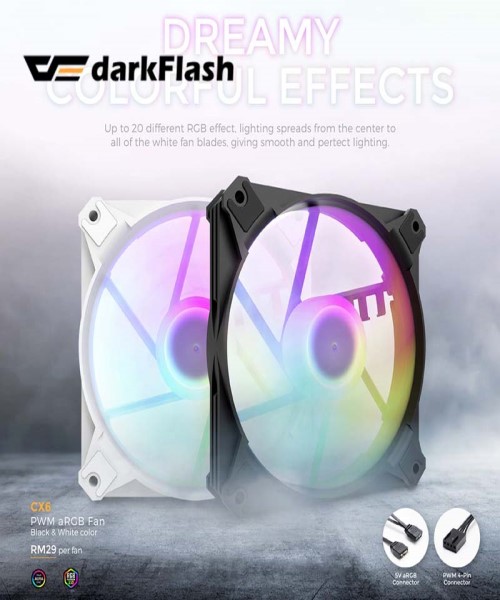 DREAMY
darkFlash
COLORFUL EFFECTS
Up to 20 different RGB effect, lighting spreads from the center to
all of the white fan blades, giving smooth and pertect lighting.
CX6
PWM aRGB Fan
Black & White color
RM29 per fan
5V aRGB
Connector
PWM 4-Pin
Connector